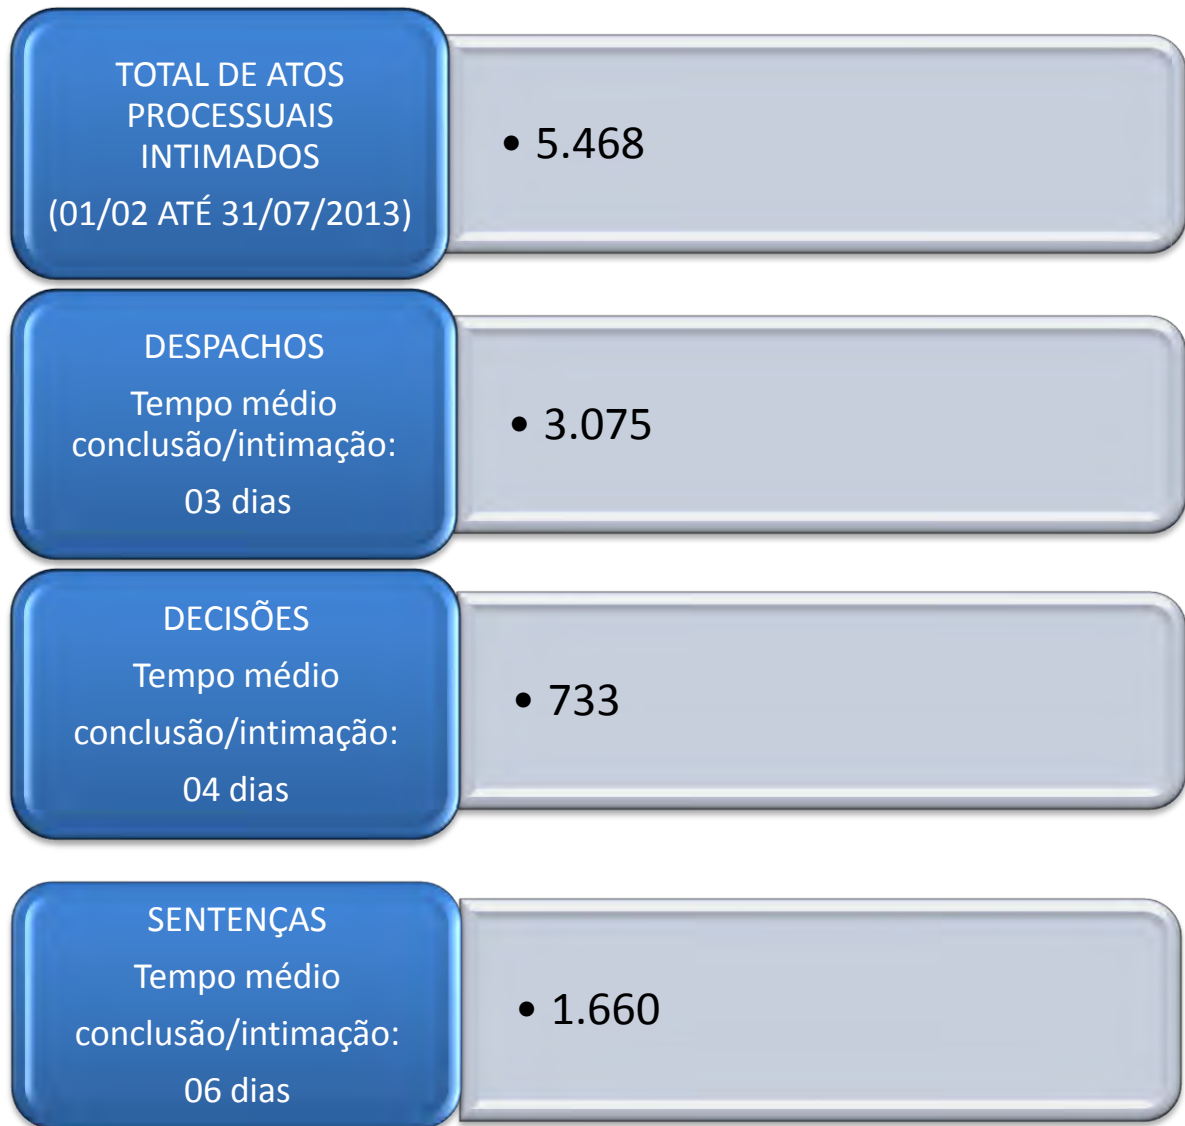 TOTAL DE ATOS
PROCESSUAIS
INTIMADOS
(01/02 ATÉ 31/07/2013)
• 5.468
DESPACHOS
Tempo médio
conclusão/intimação:
03 dias
• 3.075
DECISÕES
Tempo médio
conclusão/intimação:
04 dias
• 733
SENTENÇAS
Tempo médio
conclusão/intimação:
06 dias
• 1.660